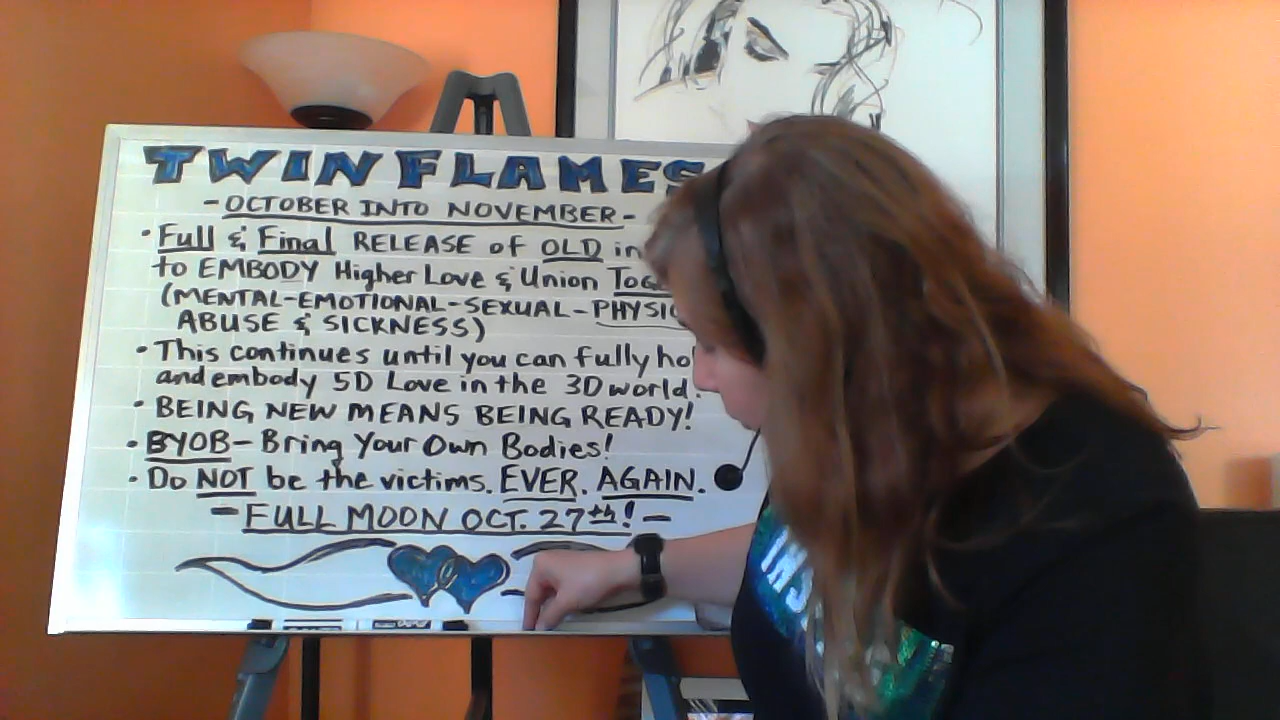 TWIN FLAMES
- OCTOBER INTO NOVEMBER -
• Full & Final RELEASE of OLD in
to EMBODY Higher Love & Union
(MENTAL-EMOTIONAL-SEXUAL-
ABUSE & SICKNESS)
• This continues until you can fully
and embody 5D Love in the 3D world.
• BEING NEW MEANS BEING READY!
• BYOB - Bring Your Own Bodies!
• Do NOT be the victims. EVER. AGAIN.
- FULL MOON OCT. 27th! -
INS